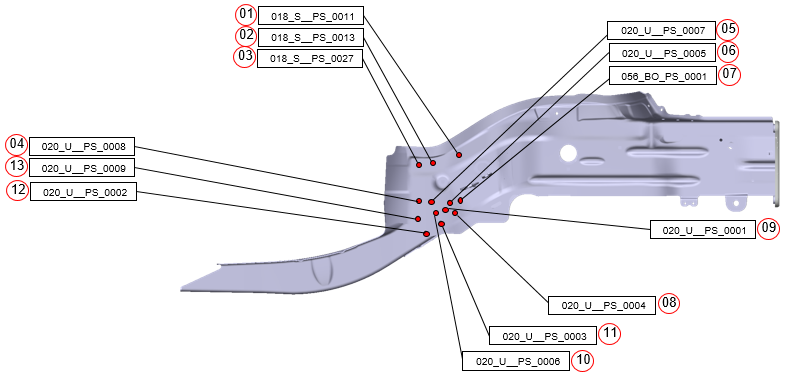 01 018_S__PS_0011
02 018_S__PS_0013
03 018_S__PS_0027
020_U__PS_0007 05
020_U__PS_0005 06
056_BO_PS_0001 07
04 020_U__PS_0008
13 020_U__PS_0009
12 020_U__PS_0002
020_U__PS_0001 09
020_U__PS_0004 08
020_U__PS_0003 11
020_U__PS_0006 10